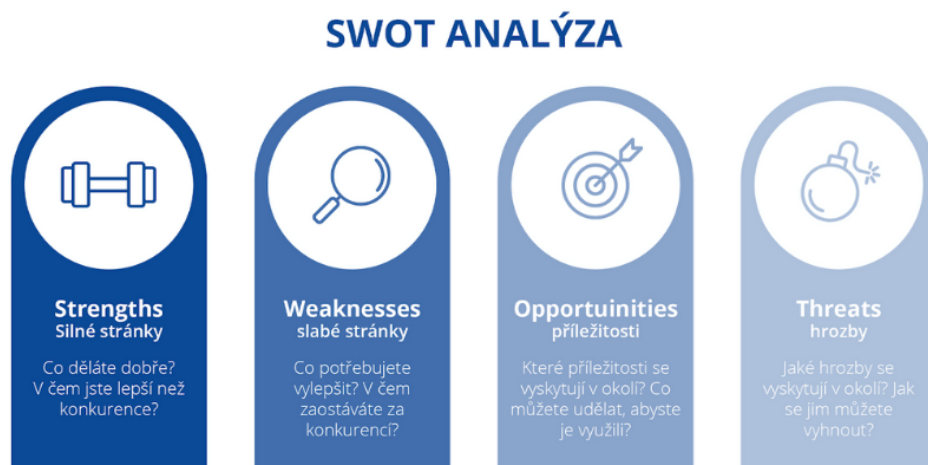 SWOT ANALÝZA
Strengths
Silné stránky
Co děláte dobře?
V čem jste lepší než
konkurence?
Weaknesses
slabé stránky
Co potřebujete
vylepšit? V čem
zaostáváte za
konkurencí?
Opportuinities
příležitosti
Které příležitosti se
vyskytují v okolí? Co
můžete udělat, abyste
je využili?
Threats
hrozby
Jaké hrozby se
vyskytují v okolí? Jak
se jim můžete
vyhnout?